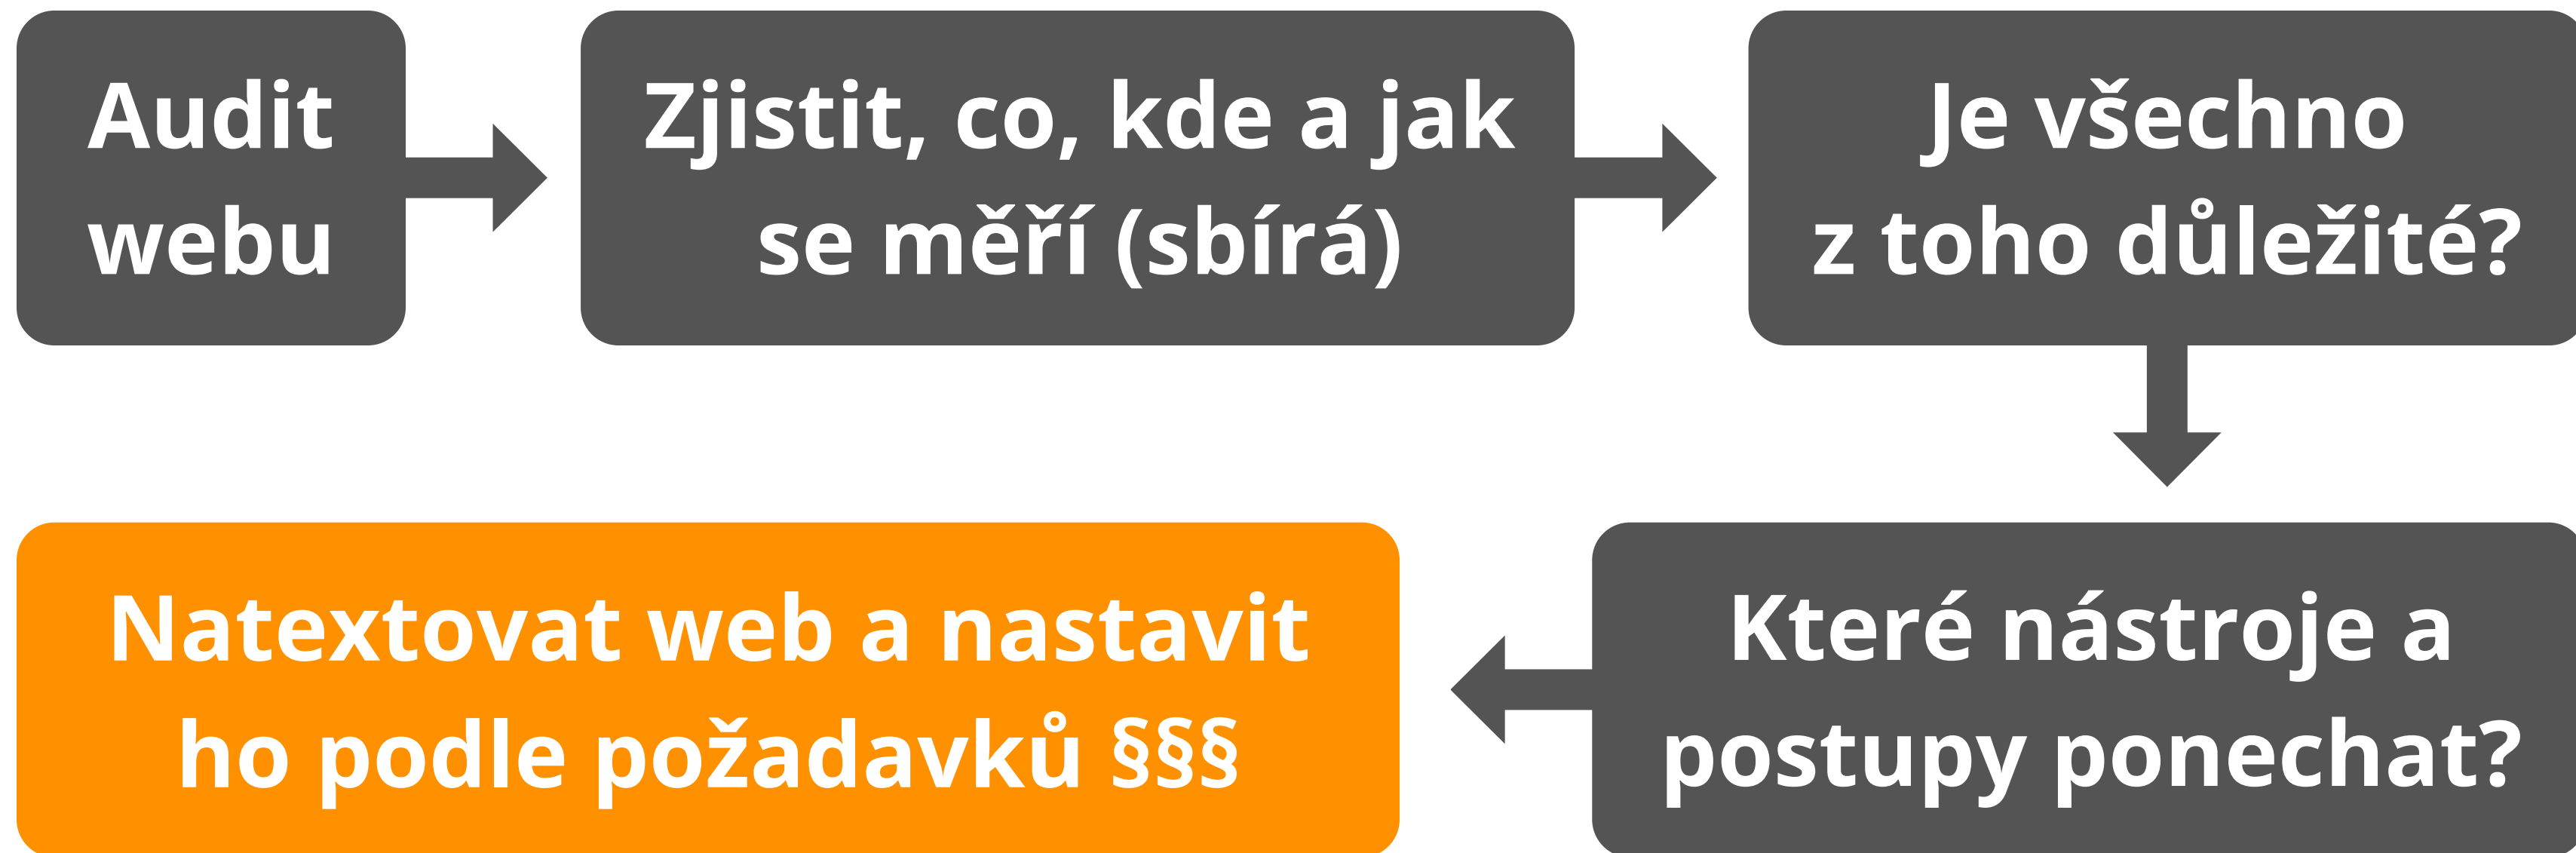 Audit
webu
Zjistit, co, kde a jak
se měří (sbírá)
Je všechno
z toho důležité?
Které nástroje a
postupy ponechat?
Natextovat web a nastavit
ho podle požadavků §§§